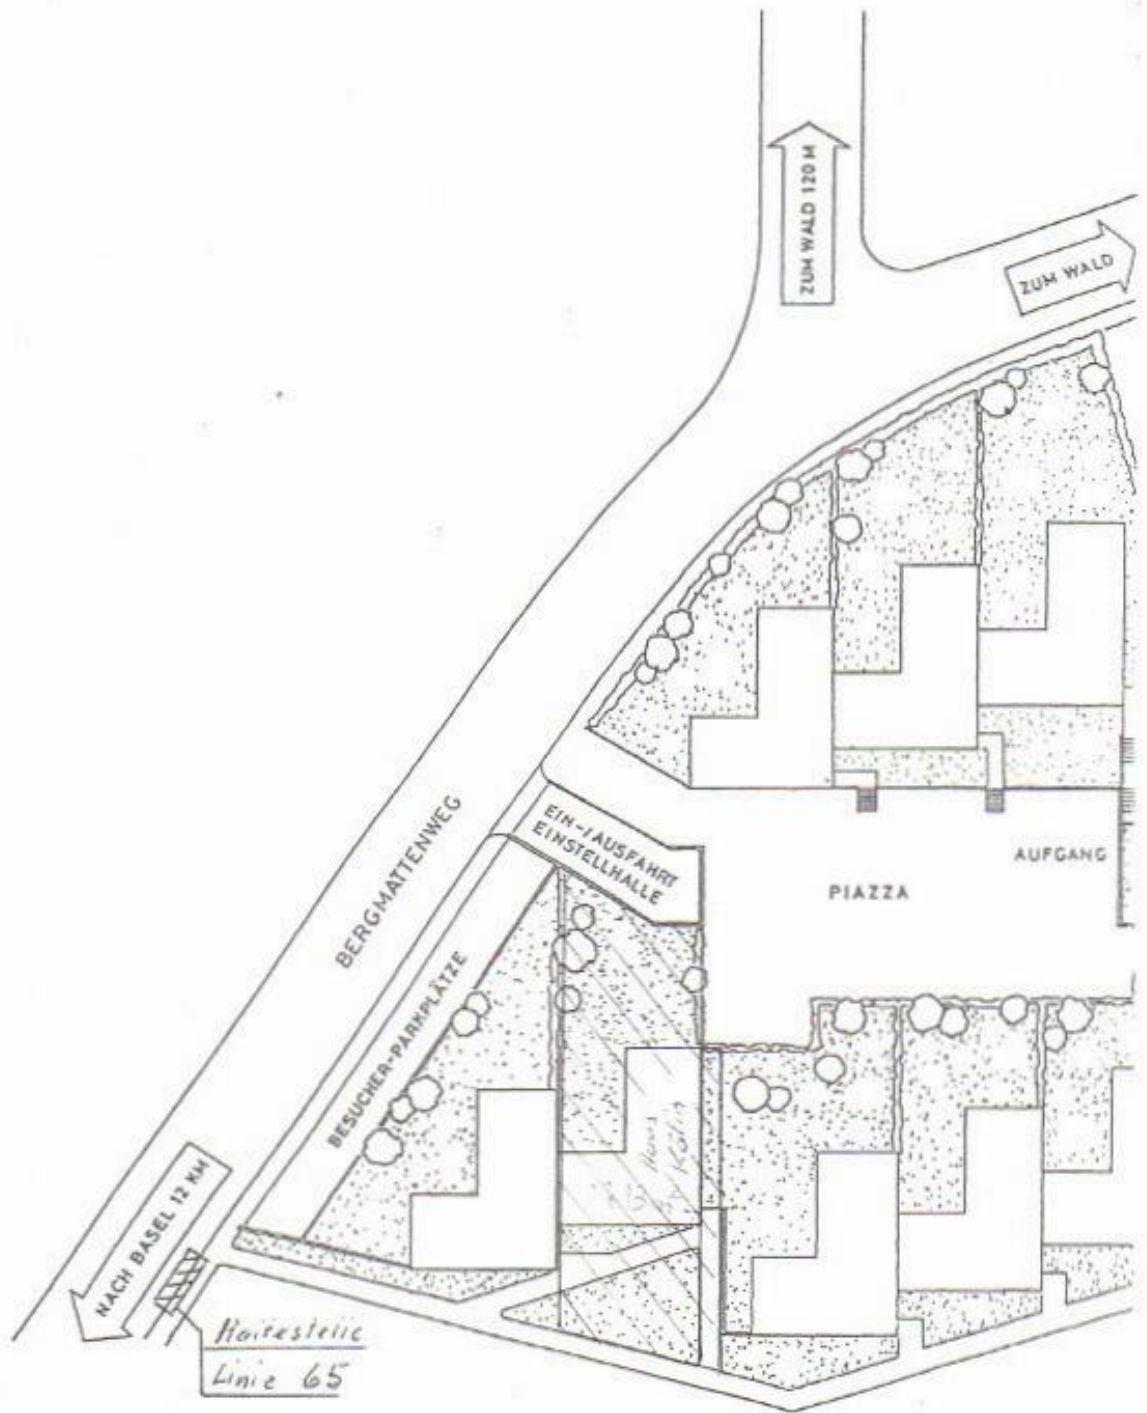 ZUM WALD 120 M
ZUM WALD
EIN-/AUSFAHRT
EINSTELLHALLE
BERGMATTENWEG
AUFGANG
PIAZZA
BESUCHER-PARKPLÄTZE
Haus
Kälin
NACH BASEL 12 KM
Haltestelle
Linie 65